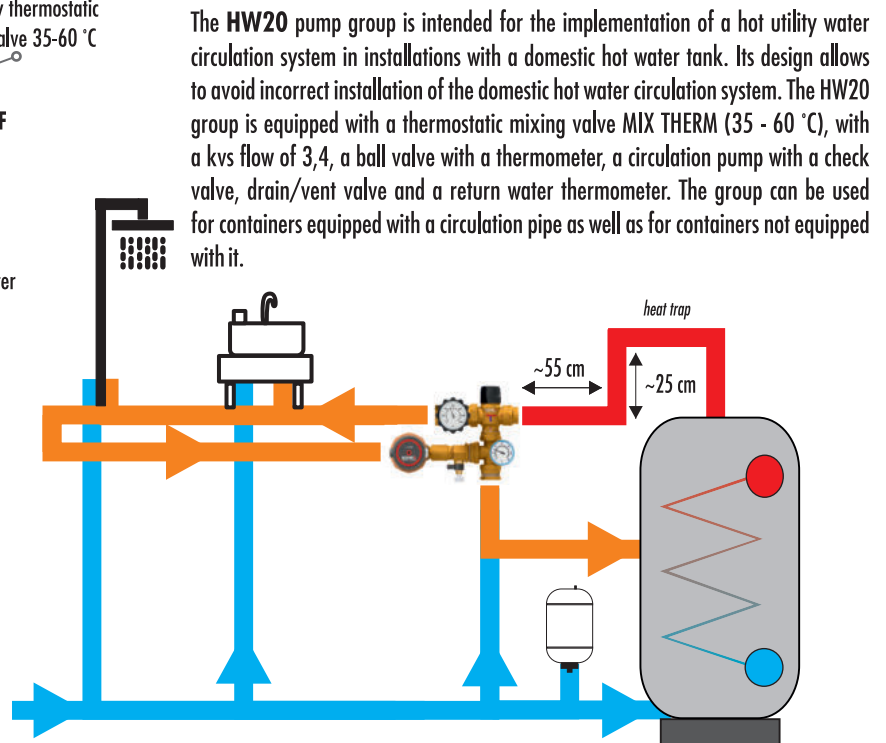 thermostatic
alve 35-60 °C
F
The HW20 pump group is intended for the implementation of a hot utility water
circulation system in installations with a domestic hot water tank. Its design allows
to avoid incorrect installation of the domestic hot water circulation system. The HW20
group is equipped with a thermostatic mixing valve MIX THERM (35 - 60 °C), with
a kvs flow of 3,4, a ball valve with a thermometer, a circulation pump with a check
valve, drain/vent valve and a return water thermometer. The group can be used
for containers equipped with a circulation pipe as well as for containers not equipped
with it.
er
heat trap
~55 cm
~25 cm